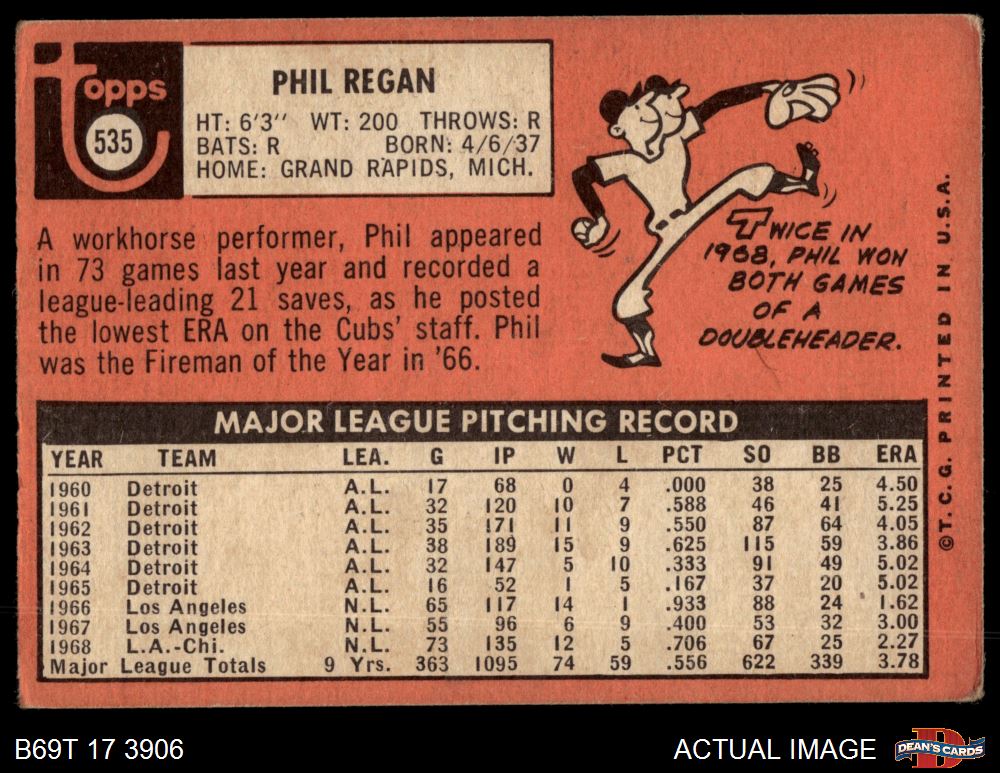 Topps
535
PHIL REGAN
HT: 6'3" WT: 200 THROWS: R
BATS: R BORN: 4/6/37
HOME: GRAND RAPIDS, MICH.
A workhorse performer, Phil appeared
in 73 games last year and recorded a
league-leading 21 saves, as he posted
the lowest ERA on the Cubs' staff. Phil
was the Fireman of the Year in '66.
TWICE IN
1968, PHIL WON
BOTH GAMES
OF A
DOUBLEHEADER.
©T. C. G. PRINTED IN U.S.A.
MAJOR LEAGUE PITCHING RECORD
YEAR TEAM LEA. G IP W L PCT SO BB ERA
1960 Detroit A.L. 17 68 0 4 .000 38 25 4.50
1961 Detroit A.L. 32 120 10 7 .588 46 41 5.25
1962 Detroit A.L. 35 171 11 9 .550 87 64 4.05
1963 Detroit A.L. 38 189 15 9 .625 115 59 3.86
1964 Detroit A.L. 32 147 5 10 .333 91 49 5.02
1965 Detroit A.L. 16 52 1 5 .167 37 20 5.02
1966 Los Angeles N.L. 65 117 14 1 .933 88 24 1.62
1967 Los Angeles N.L. 55 96 6 9 .400 53 32 3.00
1968 L.A.-Chi. N.L. 73 135 12 5 .706 67 25 2.27
Major League Totals 9 Yrs. 363 1095 74 59 .556 622 339 3.78
B69T 17 3906
ACTUAL IMAGE
D
DEAN'S CARDS